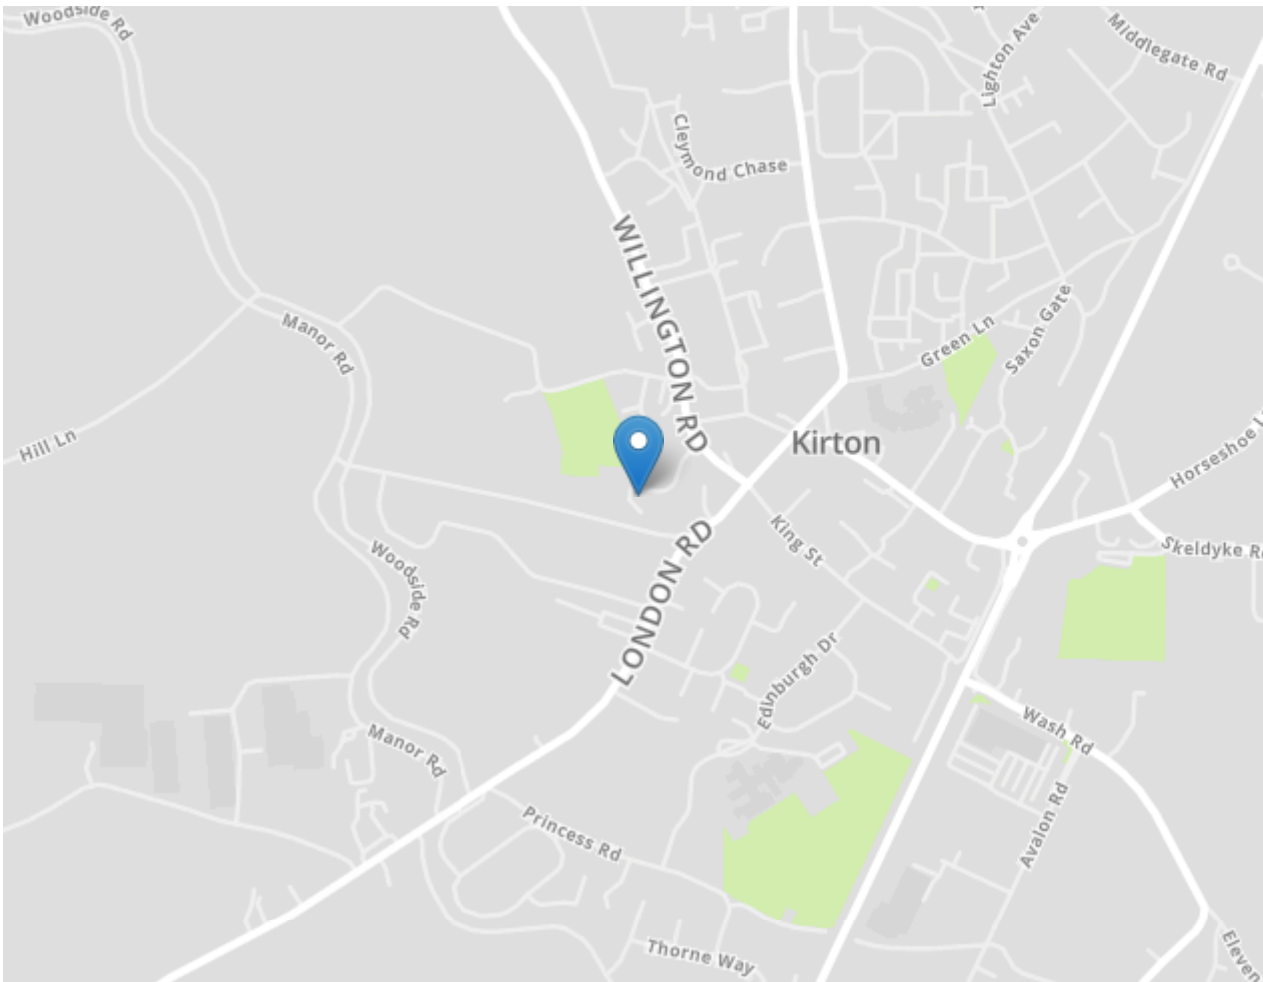 Woodside Rd
Lighton Ave
Middlegate Rd
Cleymond Chase
WILLINGTON RD
Manor Rd
Green Ln
Saxon Gate
Hill Ln
Kirton
Horseshoe L
King St
Skeldyke Rd
LONDON RD
Woodside Rd
Edinburgh Dr
Manor Rd
Wash Rd
Avalon Rd
Princess Rd
Thorne Way
Eleven